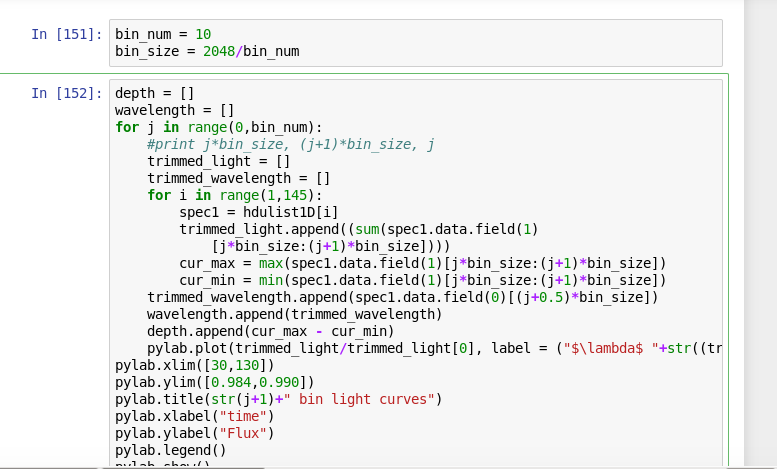 In [151]: bin_num = 10
bin_size = 2048/bin_num
In [152]: depth = []
wavelength = []
for j in range(0,bin_num):
    #print j*bin_size, (j+1)*bin_size, j
    trimmed_light = []
    trimmed_wavelength = []
    for i in range(1,145):
        spec1 = hdulist1D[i]
        trimmed_light.append((sum(spec1.data.field(1)
            [j*bin_size:(j+1)*bin_size])))
        cur_max = max(spec1.data.field(1)[j*bin_size:(j+1)*bin_size])
        cur_min = min(spec1.data.field(1)[j*bin_size:(j+1)*bin_size])
    trimmed_wavelength.append(spec1.data.field(0)[(j+0.5)*bin_size])
    wavelength.append(trimmed_wavelength)
    depth.append(cur_max - cur_min)
    pylab.plot(trimmed_light/trimmed_light[0], label = ("$\lambda$ "+str((tr
pylab.xlim([30,130])
pylab.ylim([0.984,0.990])
pylab.title(str(j+1)+" bin light curves")
pylab.xlabel("time")
pylab.ylabel("Flux")
pylab.legend()